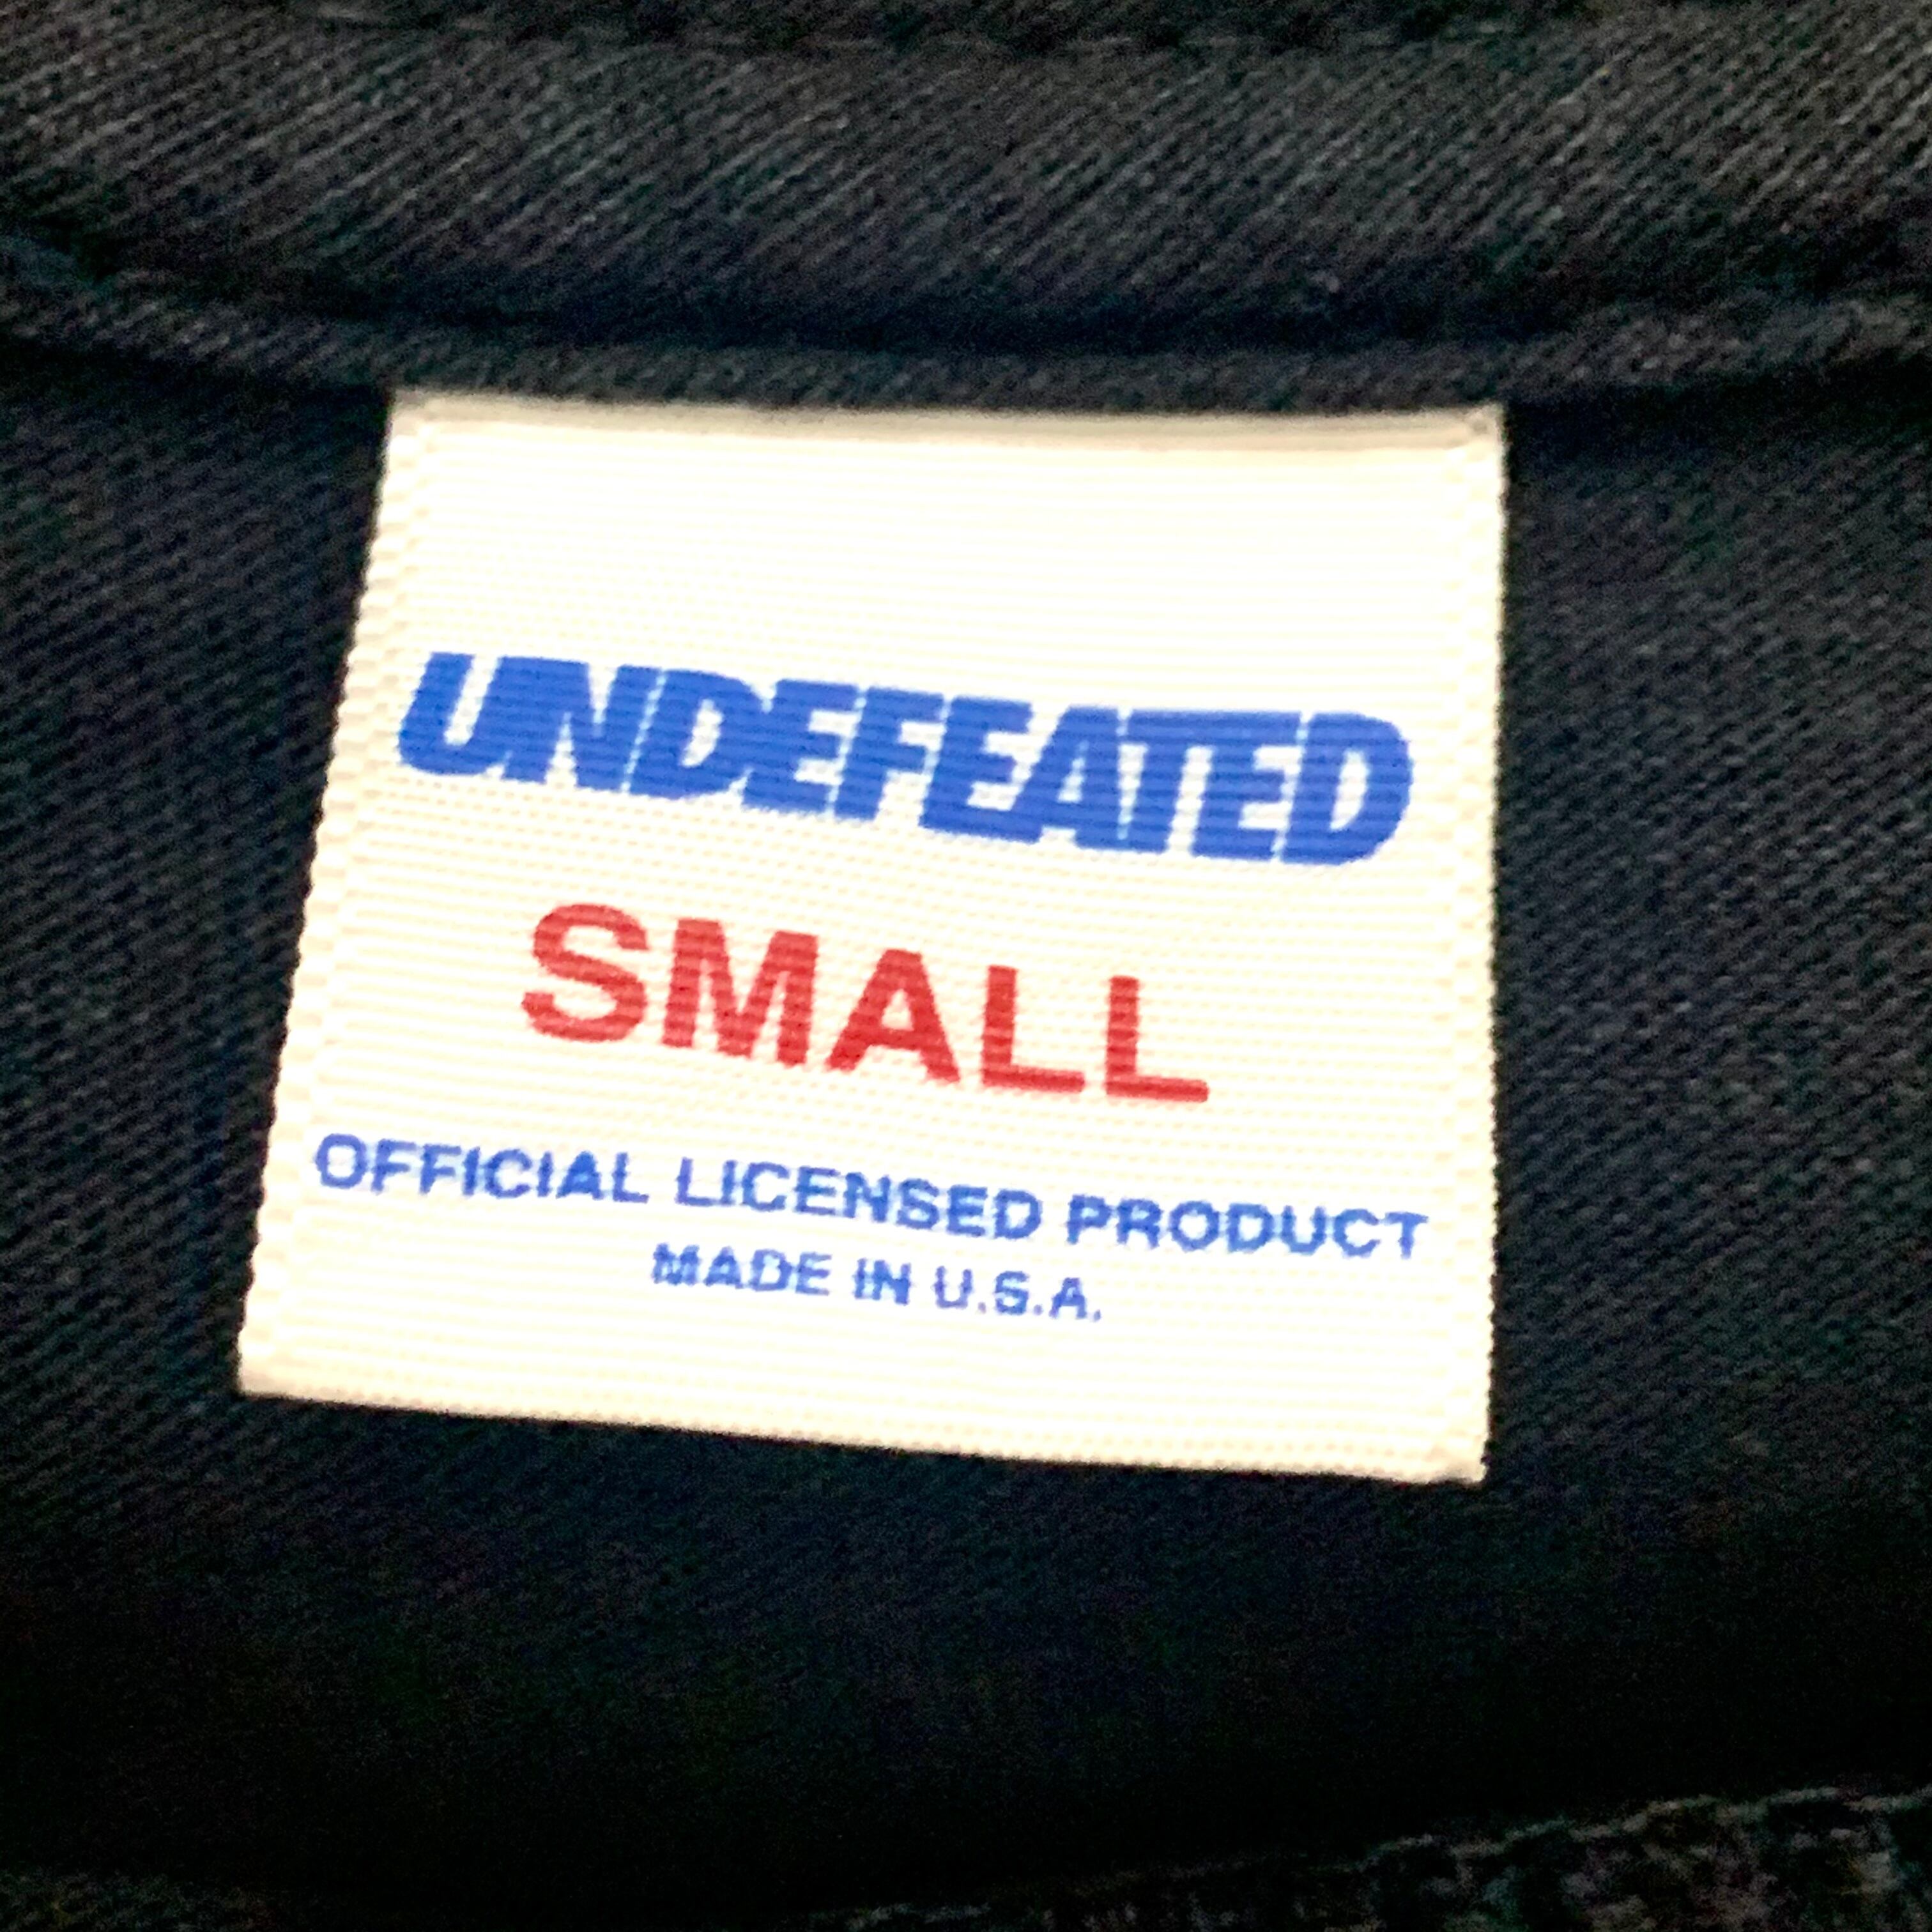 UNDEFEATED
SMALL
OFFICIAL LICENSED PRODUCT
MADE IN U.S.A.